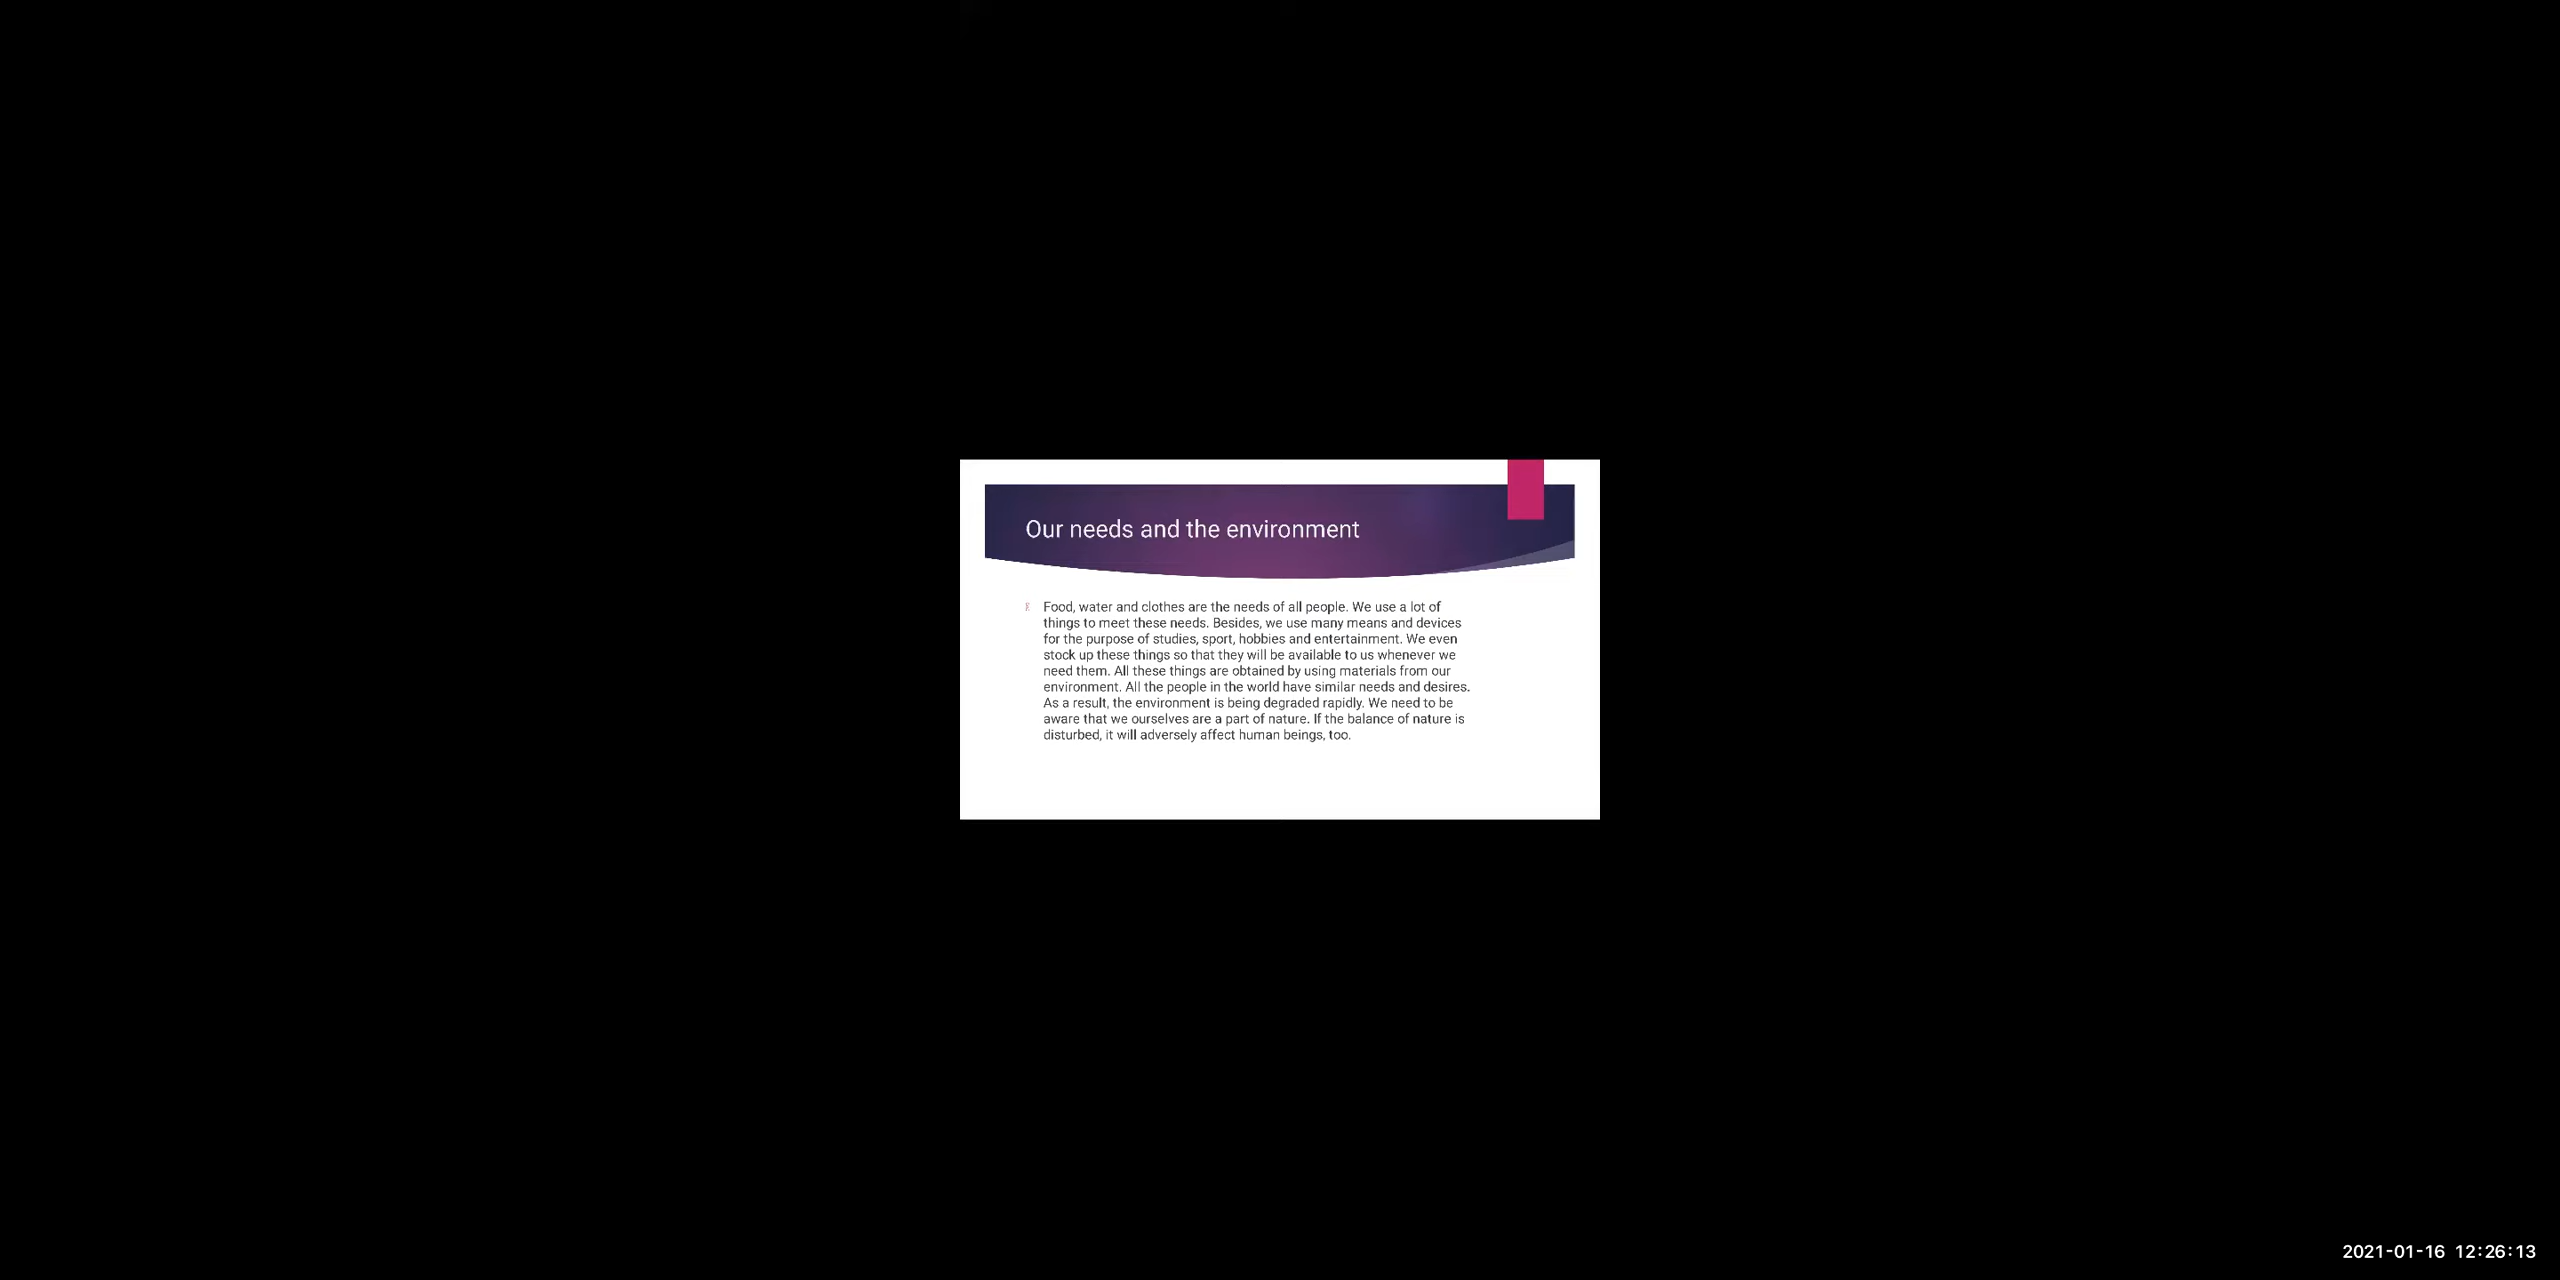 Our needs and the environment
Food, water and clothes are the needs of all people. We use a lot of
things to meet these needs. Besides, we use many means and devices
for the purpose of studies, sport, hobbies and entertainment. We even
stock up these things so that they will be available to us whenever we
need them. All these things are obtained by using materials from our
environment. All the people in the world have similar needs and desires.
As a result, the environment is being degraded rapidly. We need to be
aware that we ourselves are a part of nature. If the balance of nature is
disturbed, it will adversely affect human beings, too.
2021-01-16 12:26:13